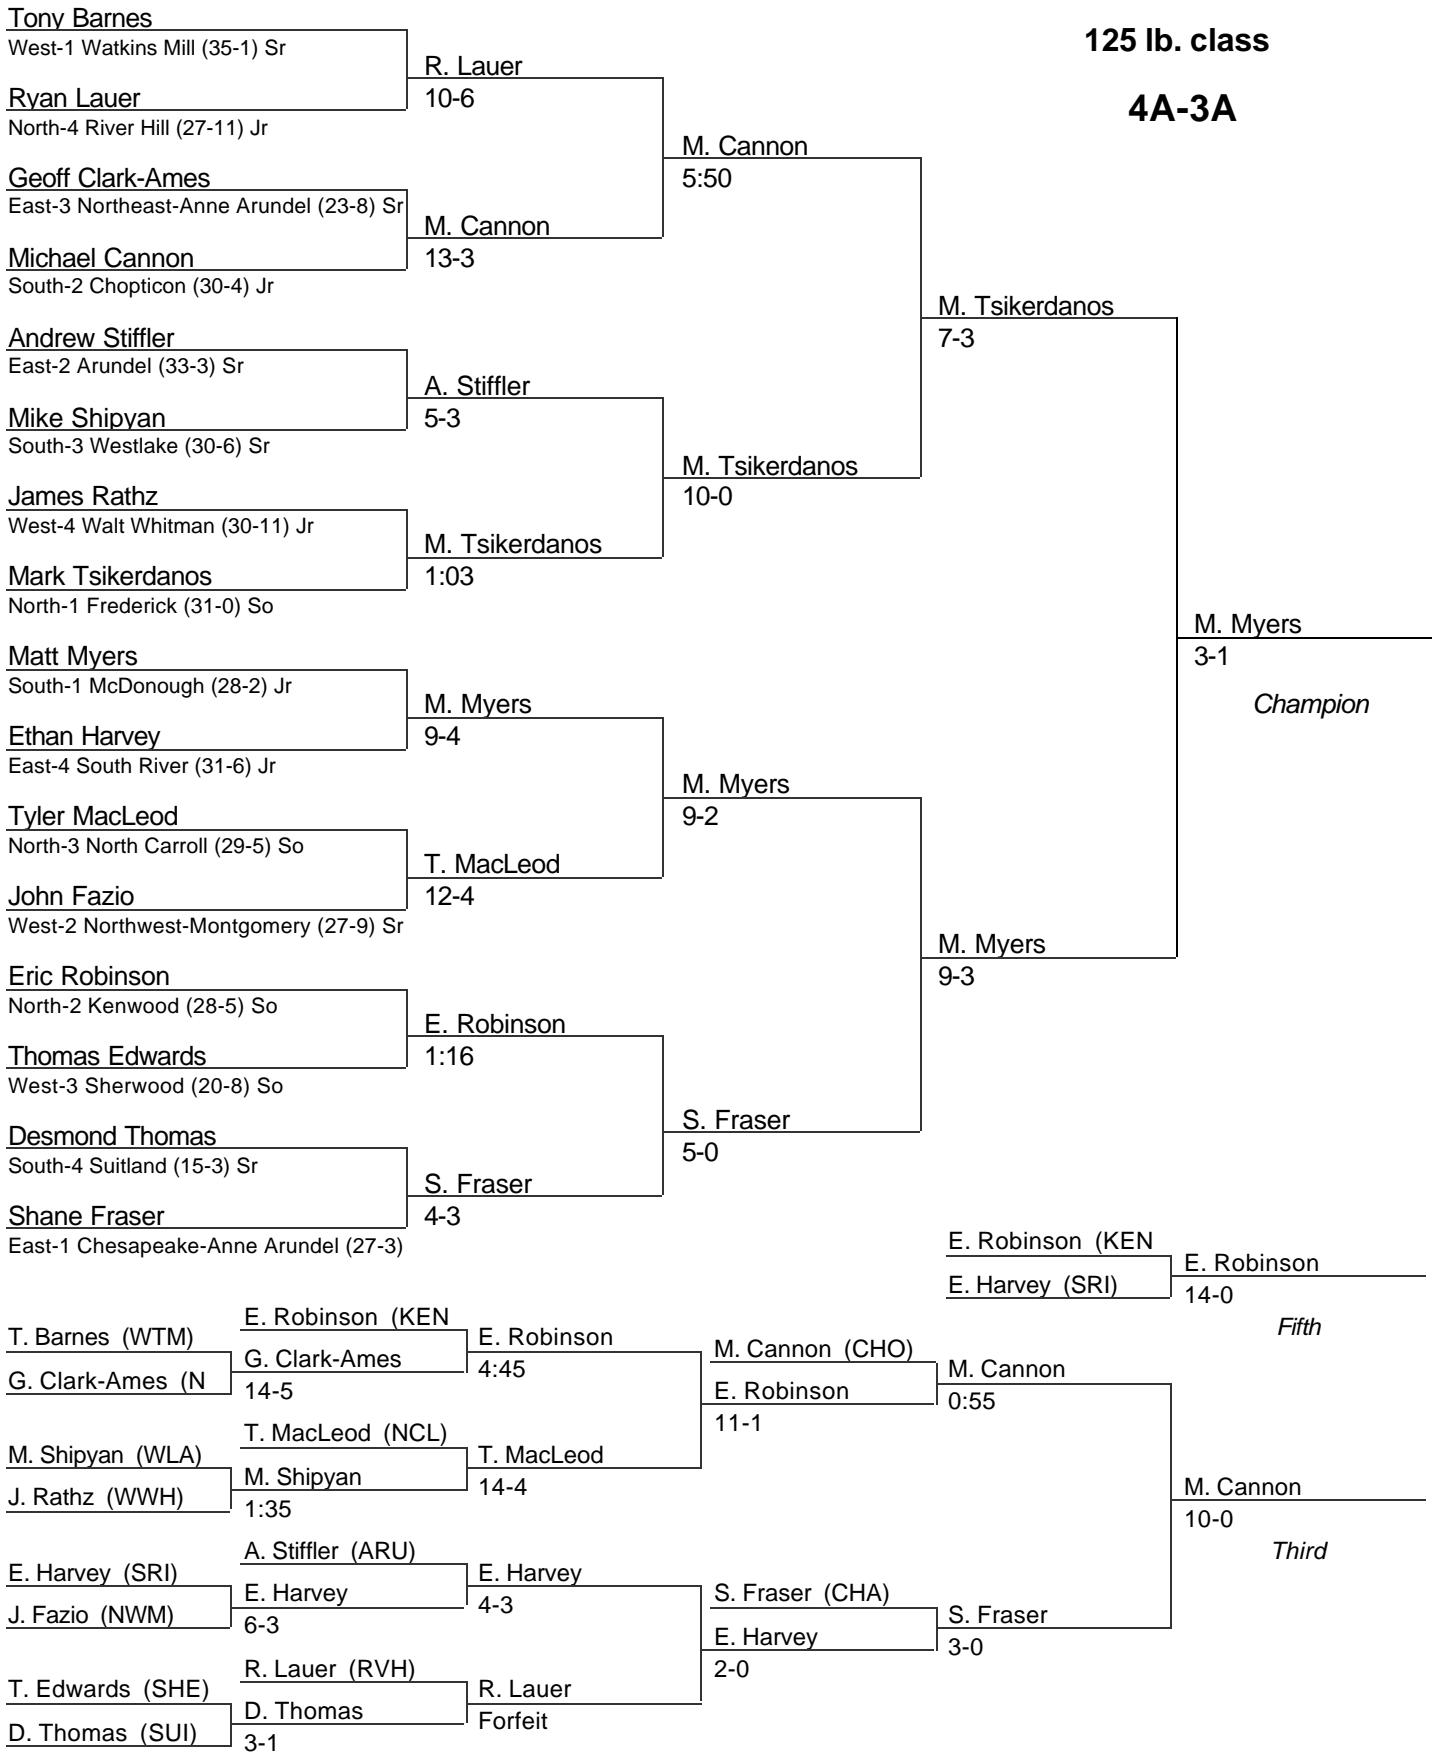 125 lb. class
4A-3A
Tony Barnes
West-1 Watkins Mill (35-1) Sr
Ryan Lauer
North-4 River Hill (27-11) Jr
Geoff Clark-Ames
East-3 Northeast-Anne Arundel (23-8) Sr
Michael Cannon
South-2 Chopticon (30-4) Jr
Andrew Stiffler
East-2 Arundel (33-3) Sr
Mike Shipyan
South-3 Westlake (30-6) Sr
James Rathz
West-4 Walt Whitman (30-11) Jr
Mark Tsikerdanos
North-1 Frederick (31-0) So
Matt Myers
South-1 McDonough (28-2) Jr
Ethan Harvey
East-4 South River (31-6) Jr
Tyler MacLeod
North-3 North Carroll (29-5) So
John Fazio
West-2 Northwest-Montgomery (27-9) Sr
Eric Robinson
North-2 Kenwood (28-5) So
Thomas Edwards
West-3 Sherwood (20-8) So
Desmond Thomas
South-4 Suitland (15-3) Sr
Shane Fraser
East-1 Chesapeake-Anne Arundel (27-3)
R. Lauer
10-6
M. Cannon
13-3
A. Stiffler
5-3
M. Tsikerdanos
1:03
M. Myers
9-4
T. MacLeod
12-4
E. Robinson
1:16
S. Fraser
4-3
M. Cannon
5:50
M. Tsikerdanos
10-0
M. Myers
9-2
S. Fraser
5-0
M. Tsikerdanos
7-3
M. Myers
9-3
M. Myers
3-1
Champion
E. Robinson (KEN
E. Harvey (SRI)
E. Robinson
14-0
Fifth
T. Barnes (WTM)
G. Clark-Ames (N
M. Shipyan (WLA)
J. Rathz (WWH)
E. Harvey (SRI)
J. Fazio (NWM)
T. Edwards (SHE)
D. Thomas (SUI)
E. Robinson (KEN
G. Clark-Ames
14-5
T. MacLeod (NCL)
M. Shipyan
1:35
A. Stiffler (ARU)
E. Harvey
6-3
R. Lauer (RVH)
D. Thomas
3-1
E. Robinson
4:45
T. MacLeod
14-4
E. Harvey
4-3
R. Lauer
Forfeit
M. Cannon (CHO)
E. Robinson
11-1
S. Fraser (CHA)
E. Harvey
2-0
M. Cannon
0:55
S. Fraser
3-0
M. Cannon
10-0
Third